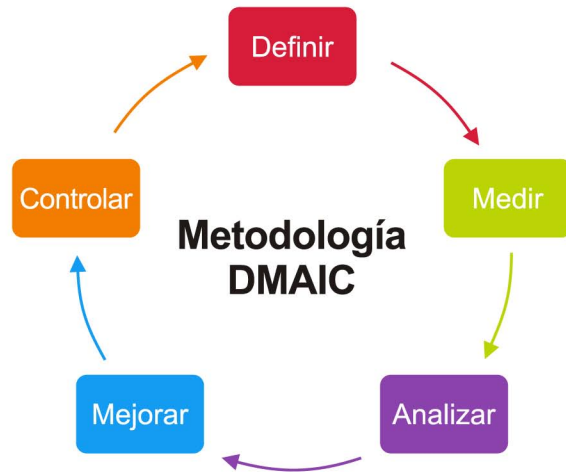 Definir
Medir
Analizar
Mejorar
Controlar
Metodología
DMAIC